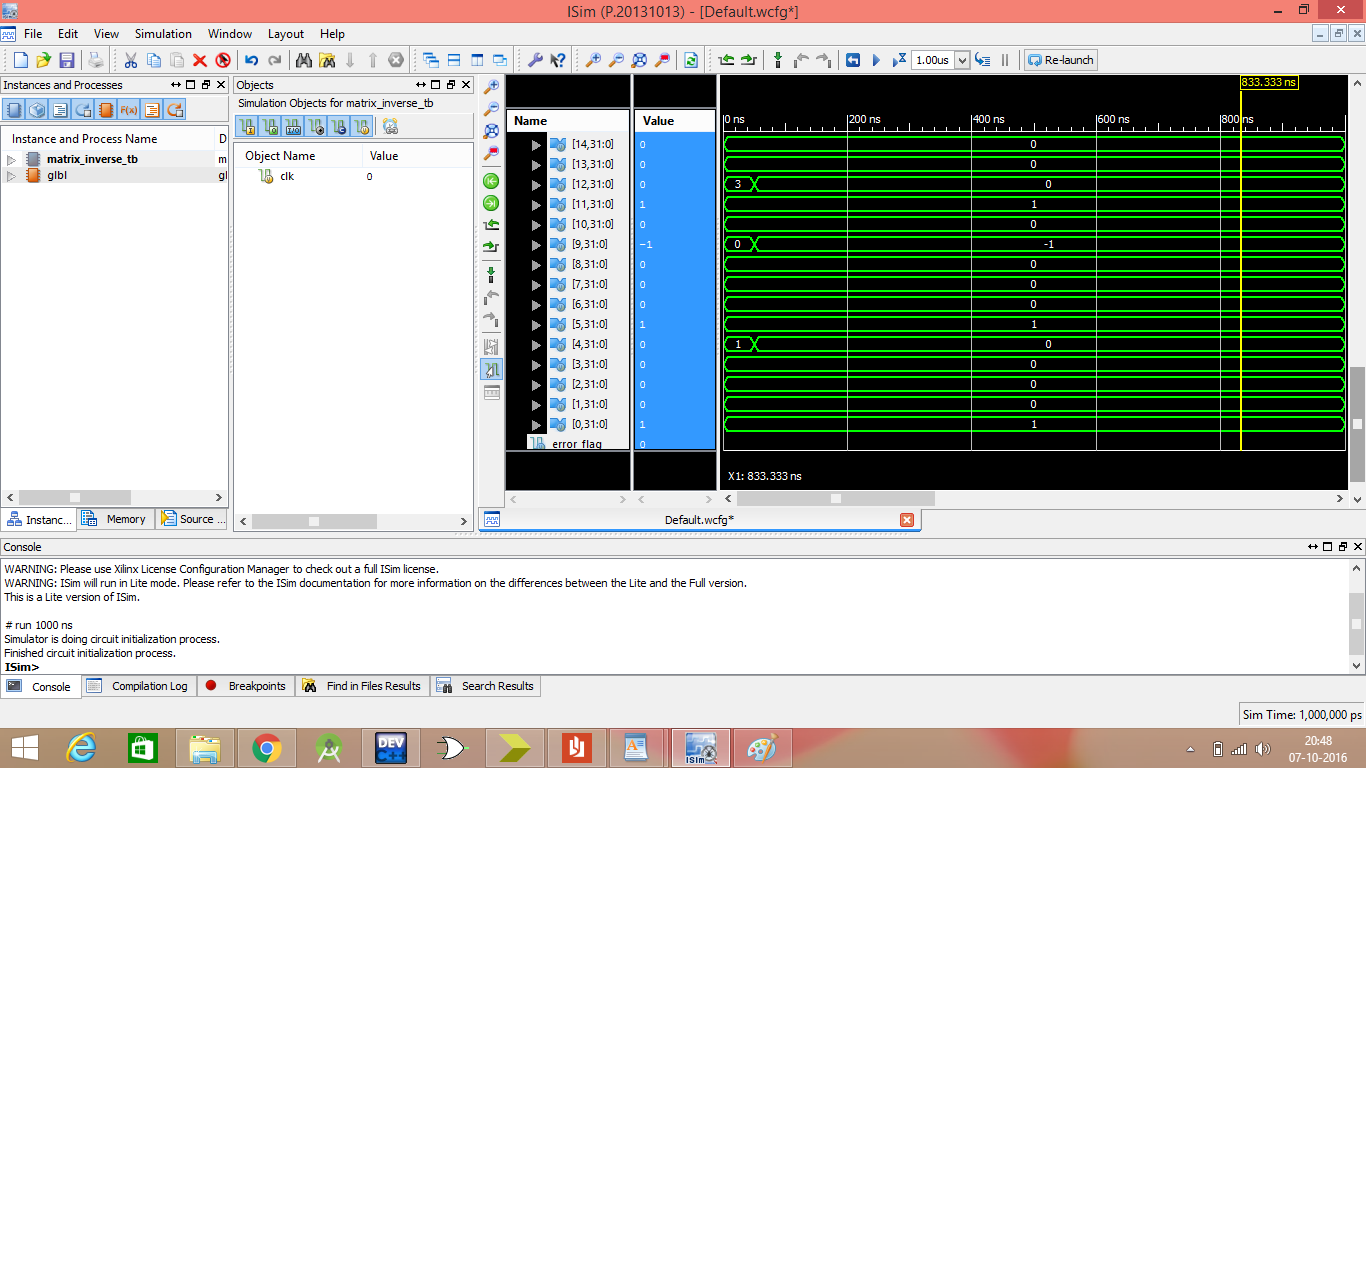 ISim (P.20131013) - [Default.wcfg*]
File Edit View Simulation Window Layout Help
1.00us Re-launch
Instances and Processes
Objects
Simulation Objects for matrix_inverse_tb
Instance and Process Name D
matrix_inverse_tb m
glbl gl
Object Name Value
clk 0
Name Value
833.333 ns
0 ns 200 ns 400 ns 600 ns 800 ns
[14,31:0] 0 0
[13,31:0] 0 0
[12,31:0] 0 3 0
[11,31:0] 1 1
[10,31:0] 0 0
[9,31:0] -1 0 -1
[8,31:0] 0 0
[7,31:0] 0 0
[6,31:0] 0 0
[5,31:0] 1 1
[4,31:0] 0 1 0
[3,31:0] 0 0
[2,31:0] 0 0
[1,31:0] 0 0
[0,31:0] 1 1
error_flag 0
X1: 833.333 ns
Instanc... Memory Source ...
Default.wcfg*
Console
WARNING: Please use Xilinx License Configuration Manager to check out a full ISim license.
WARNING: ISim will run in Lite mode. Please refer to the ISim documentation for more information on the differences between the Lite and the Full version.
This is a Lite version of ISim.
# run 1000 ns
Simulator is doing circuit initialization process.
Finished circuit initialization process.
ISim>
Console Compilation Log Breakpoints Find in Files Results Search Results
Sim Time: 1,000,000 ps
DEV C++
ISim
20:48
07-10-2016